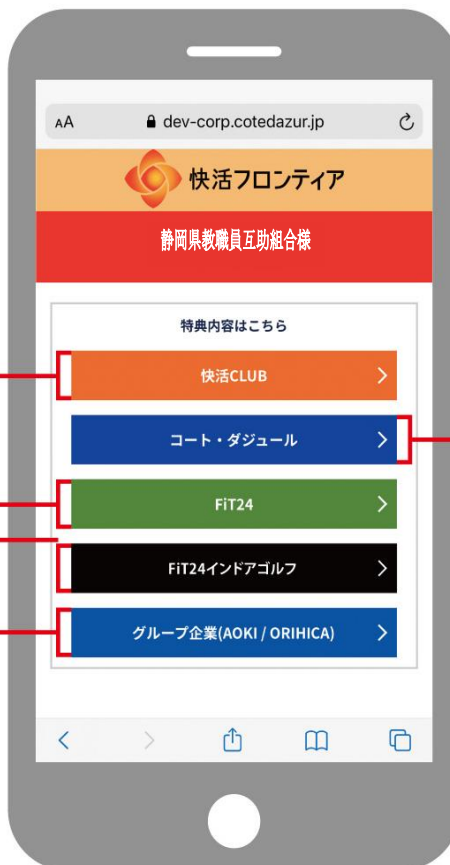 AA dev-corp.cotedazur.jp
快活フロンティア
静岡県教職員互助組合様
特典内容はこちら
快活CLUB
コート・ダジュール
FiT24
FiT24インドアゴルフ
グループ企業(AOKI / ORIHICA)